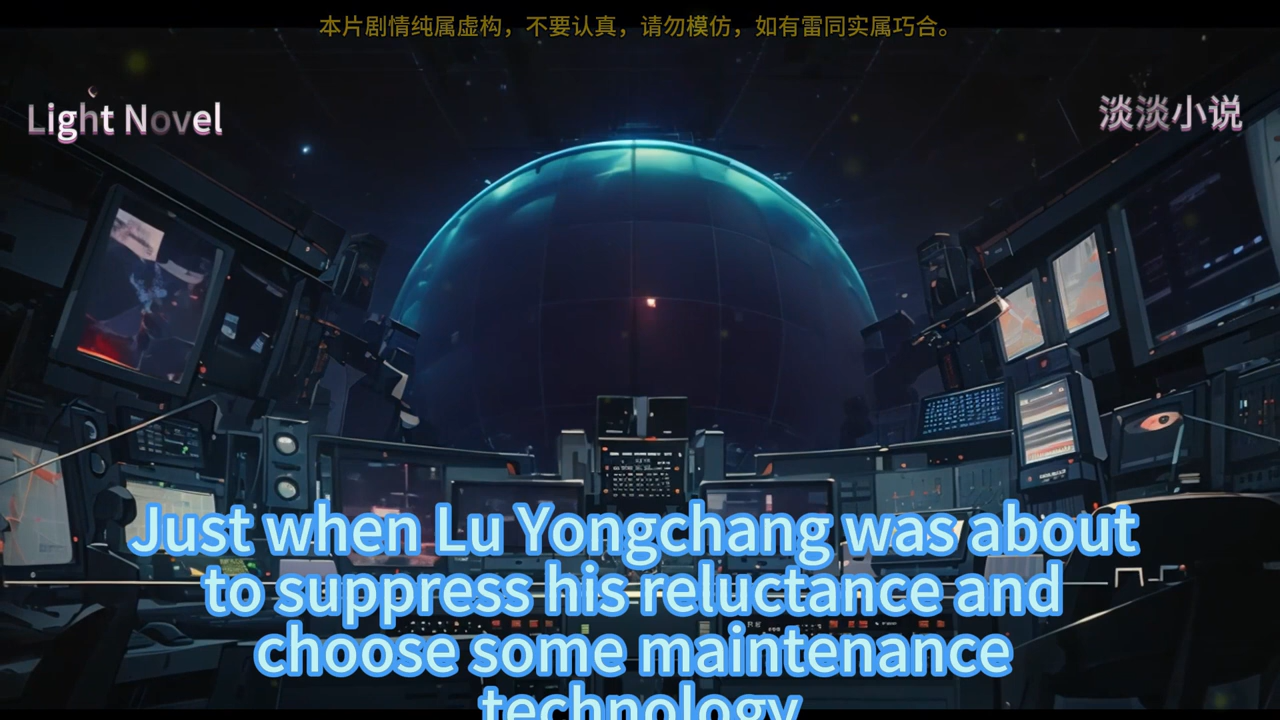 本片剧情纯属虚构，不要认真，请勿模仿，如有雷同实属巧合。
Light Novel
淡淡小说
Just when Lu Yongchang was about
to suppress his reluctance and
choose some maintenance
technology